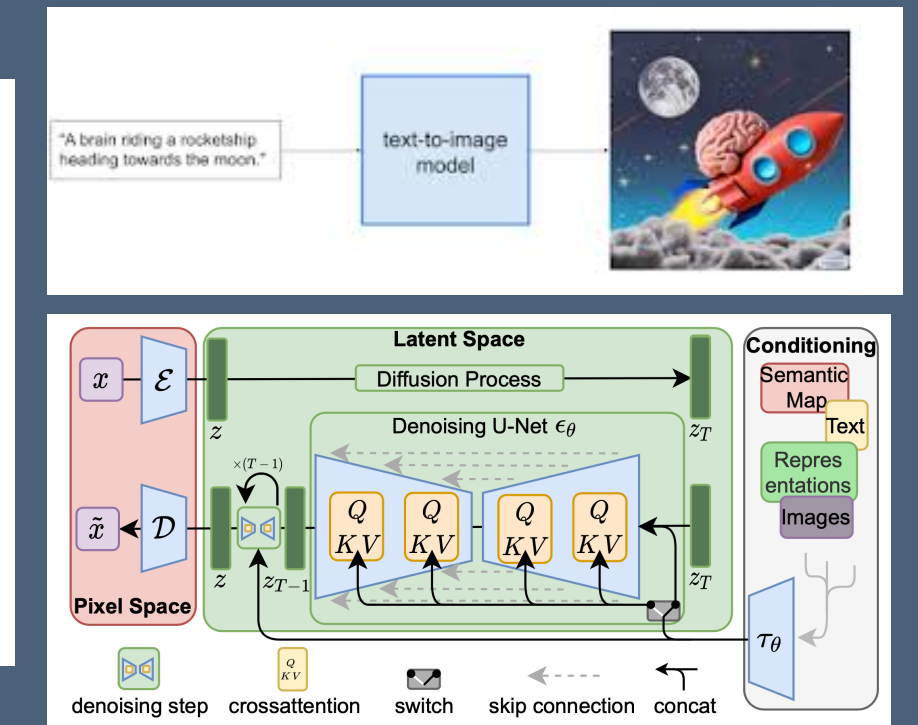 "A brain riding a rocketship
heading towards the moon."
text-to-image
model
Latent Space
Conditioning
x
ℰ
Diffusion Process
Semantic
Map
z
z_T
Text
Denoising U-Net ϵ_θ
×(T−1)
Repres
entations
Images
x̃
𝒟
Q
KV
Q
KV
Q
KV
Q
KV
z
z_{T−1}
z_T
Pixel Space
τ_θ
Q
KV
denoising step
crossattention
switch
skip connection
concat